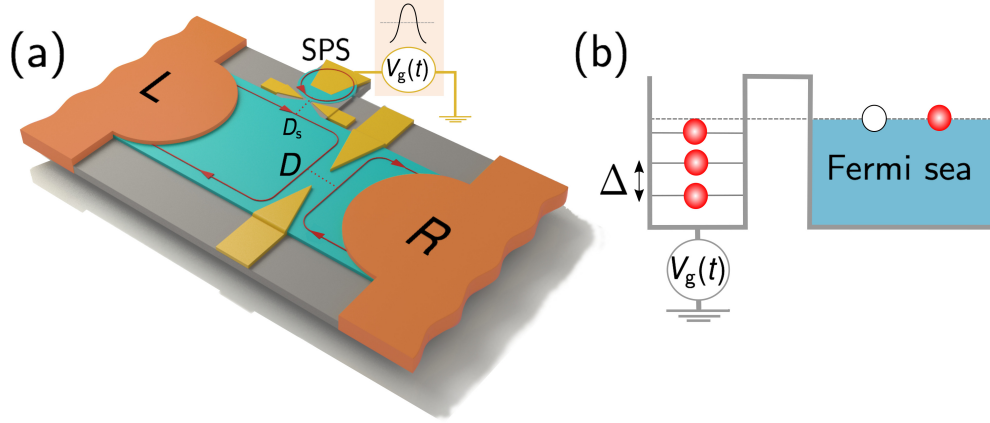 (a)
SPS
V_g(t)
L
D_s
D
R
(b)
Δ
Fermi sea
V_g(t)